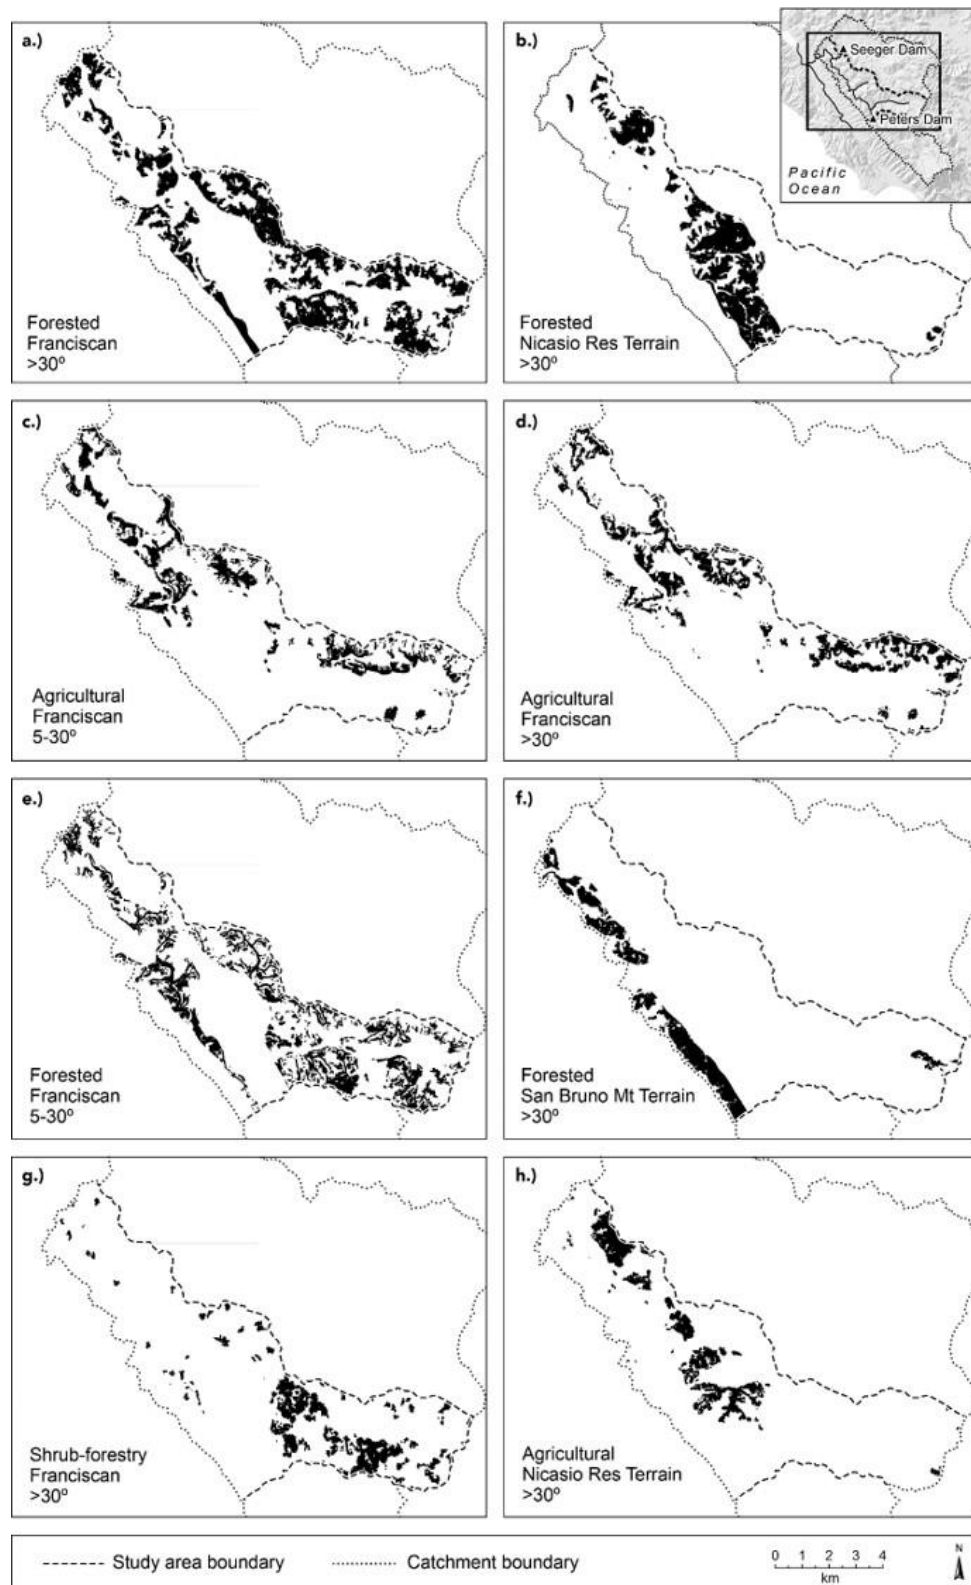 a.)
Forested
Franciscan
>30º
b.)
Seeger Dam
Peters Dam
Pacific
Ocean
Forested
Nicasio Res Terrain
>30º
c.)
Agricultural
Franciscan
5-30º
d.)
Agricultural
Franciscan
>30º
e.)
Forested
Franciscan
5-30º
f.)
Forested
San Bruno Mt Terrain
>30º
g.)
Shrub-forestry
Franciscan
>30º
h.)
Agricultural
Nicasio Res Terrain
>30º
Study area boundary
Catchment boundary
0 1 2 3 4
km
N